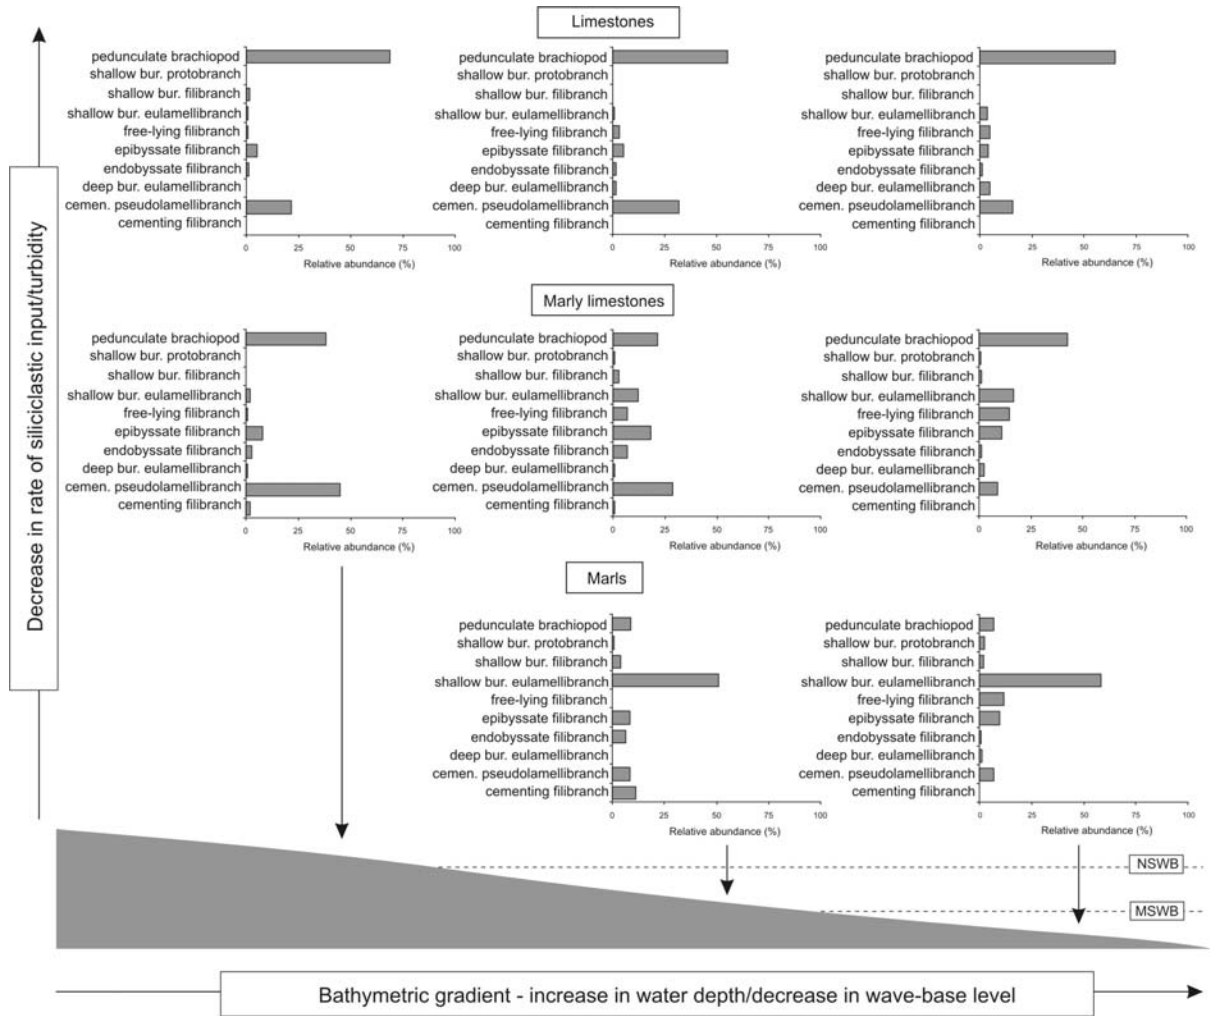 Limestones
pedunculate brachiopod
shallow bur. protobranch
shallow bur. filibranch
shallow bur. eulamellibranch
free-lying filibranch
epibyssate filibranch
endobyssate filibranch
deep bur. eulamellibranch
cemen. pseudolamellibranch
cementing filibranch
0 25 50 75 100
Relative abundance (%)
pedunculate brachiopod
shallow bur. protobranch
shallow bur. filibranch
shallow bur. eulamellibranch
free-lying filibranch
epibyssate filibranch
endobyssate filibranch
deep bur. eulamellibranch
cemen. pseudolamellibranch
cementing filibranch
0 25 50 75 100
Relative abundance (%)
pedunculate brachiopod
shallow bur. protobranch
shallow bur. filibranch
shallow bur. eulamellibranch
free-lying filibranch
epibyssate filibranch
endobyssate filibranch
deep bur. eulamellibranch
cemen. pseudolamellibranch
cementing filibranch
0 25 50 75 100
Relative abundance (%)
Marly limestones
pedunculate brachiopod
shallow bur. protobranch
shallow bur. filibranch
shallow bur. eulamellibranch
free-lying filibranch
epibyssate filibranch
endobyssate filibranch
deep bur. eulamellibranch
cemen. pseudolamellibranch
cementing filibranch
0 25 50 75 100
Relative abundance (%)
pedunculate brachiopod
shallow bur. protobranch
shallow bur. filibranch
shallow bur. eulamellibranch
free-lying filibranch
epibyssate filibranch
endobyssate filibranch
deep bur. eulamellibranch
cemen. pseudolamellibranch
cementing filibranch
0 25 50 75 100
Relative abundance (%)
pedunculate brachiopod
shallow bur. protobranch
shallow bur. filibranch
shallow bur. eulamellibranch
free-lying filibranch
epibyssate filibranch
endobyssate filibranch
deep bur. eulamellibranch
cemen. pseudolamellibranch
cementing filibranch
0 25 50 75 100
Relative abundance (%)
Marls
pedunculate brachiopod
shallow bur. protobranch
shallow bur. filibranch
shallow bur. eulamellibranch
free-lying filibranch
epibyssate filibranch
endobyssate filibranch
deep bur. eulamellibranch
cemen. pseudolamellibranch
cementing filibranch
0 25 50 75 100
Relative abundance (%)
pedunculate brachiopod
shallow bur. protobranch
shallow bur. filibranch
shallow bur. eulamellibranch
free-lying filibranch
epibyssate filibranch
endobyssate filibranch
deep bur. eulamellibranch
cemen. pseudolamellibranch
cementing filibranch
0 25 50 75 100
Relative abundance (%)
Decrease in rate of siliciclastic input/turbidity
NSWB
MSWB
Bathymetric gradient - increase in water depth/decrease in wave-base level